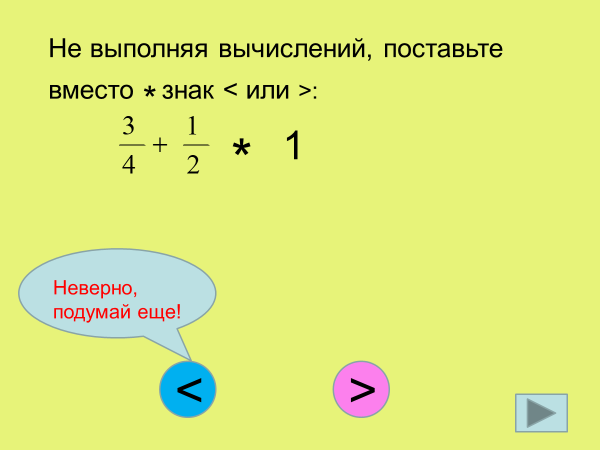 Не выполняя вычислений, поставьте
вместо * знак < или >:
3/4 + 1/2 * 1
Неверно,
подумай еще!
< >